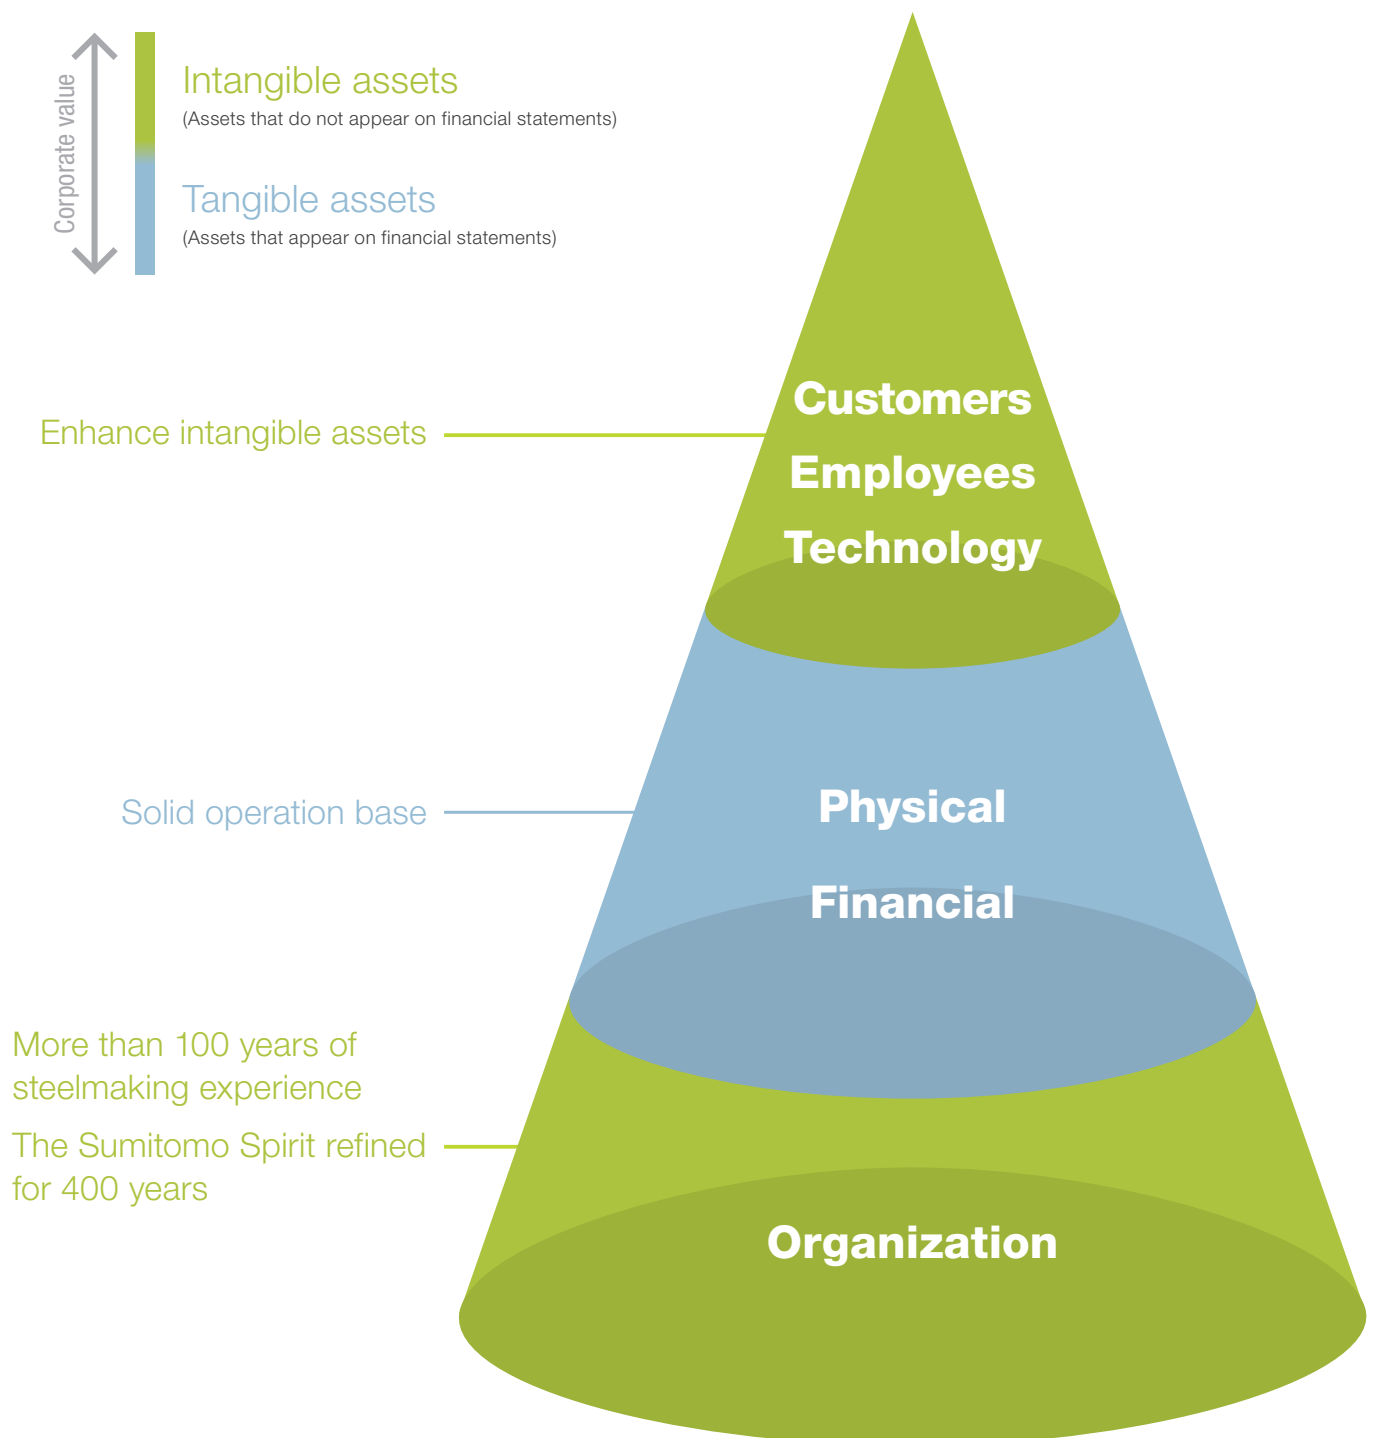 Corporate value
Intangible assets
(Assets that do not appear on financial statements)
Tangible assets
(Assets that appear on financial statements)
Enhance intangible assets
Customers
Employees
Technology
Solid operation base
Physical
Financial
More than 100 years of
steelmaking experience
The Sumitomo Spirit refined
for 400 years
Organization